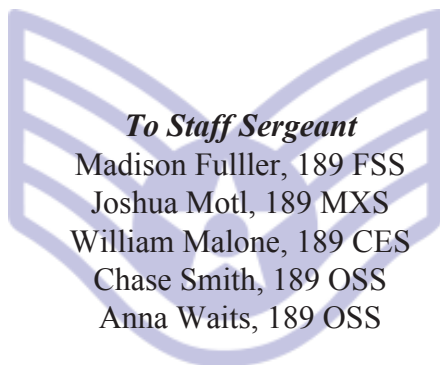 To Staff Sergeant
Madison Fulller, 189 FSS
Joshua Motl, 189 MXS
William Malone, 189 CES
Chase Smith, 189 OSS
Anna Waits, 189 OSS